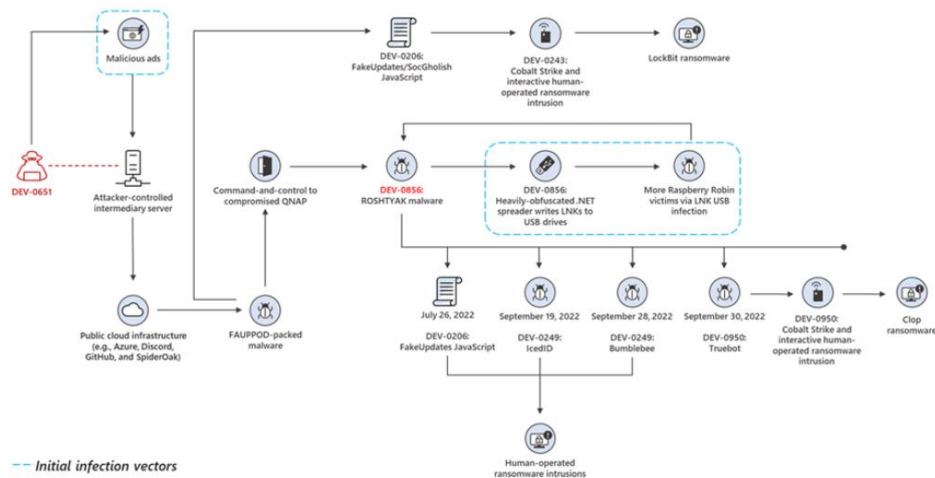 Malicious ads
DEV-0206:
FakeUpdates/SocGholish
JavaScript
DEV-0243:
Cobalt Strike and
interactive human-
operated ransomware
intrusion
LockBit ransomware
DEV-0651
Attacker-controlled
intermediary server
Command-and-control to
compromised QNAP
DEV-0856:
ROSHTYAK malware
DEV-0856:
Heavily-obfuscated .NET
spreader writes LNKs to
USB drives
More Raspberry Robin
victims via LNK USB
infection
Public cloud infrastructure
(e.g., Azure, Discord,
GitHub, and SpiderOak)
FAUPPOD-packed
malware
July 26, 2022
DEV-0206:
FakeUpdates JavaScript
September 19, 2022
DEV-0249:
IcedID
September 28, 2022
DEV-0249:
Bumblebee
September 30, 2022
DEV-0950:
Truebot
DEV-0950:
Cobalt Strike and
interactive human-
operated ransomware
intrusion
Clop
ransomware
Human-operated
ransomware intrusions
Initial infection vectors